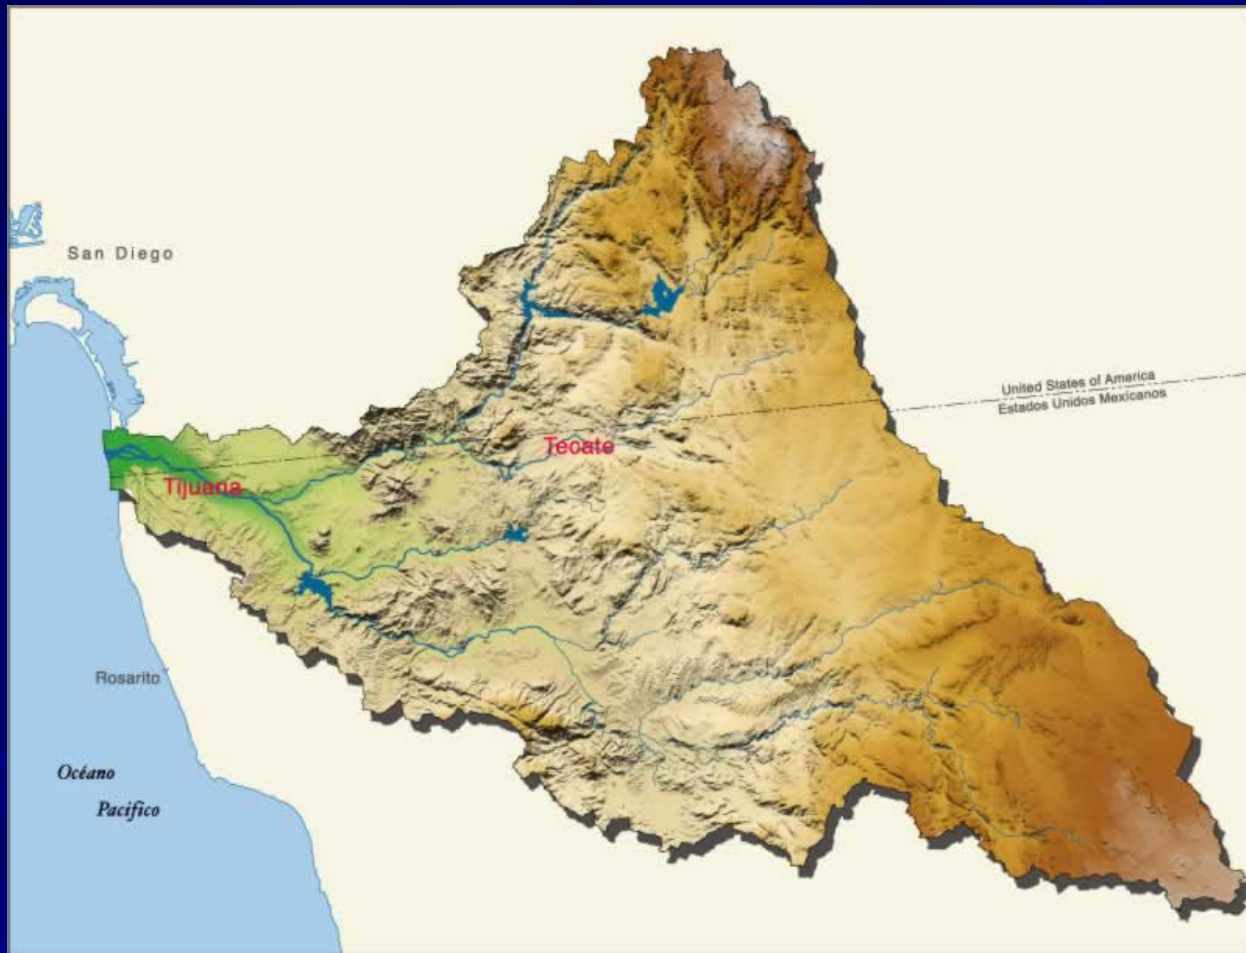 San Diego
United States of America
Estados Unidos Mexicanos
Tecate
Tijuana
Rosarito
Océano
Pacífico